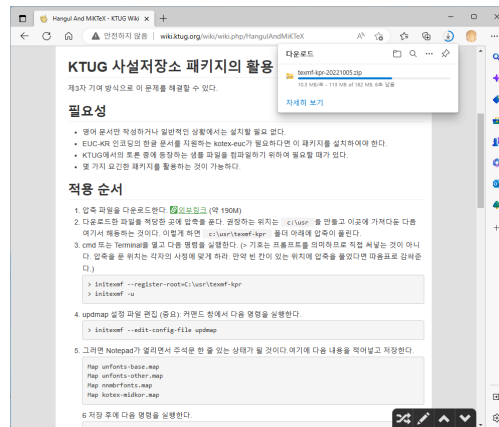 Hangul And MiKTeX - KTUG Wiki
안전하지 않음 | wiki.ktug.org/wiki/wiki.php/HangulAndMiKTeX
다운로드
texmf-kpr-20221005.zip
10.3 MB/초 - 113 MB of 182 MB, 6초 남음
자세히 보기
KTUG 사설저장소 패키지의 활용
제3자 기여 방식으로 이 문제를 해결할 수 있다.
필요성
영어 문서만 작성하거나 일반적인 상황에서는 설치할 필요 없다.
EUC-KR 인코딩의 한글 문서를 지원하는 kotex-euc가 필요하다면 이 패키지를 설치하여야 한다.
KTUG에서의 토론 중에 등장하는 샘플 파일을 컴파일하기 위하여 필요할 때가 있다.
몇 가지 요긴한 패키지를 활용하는 것이 가능하다.
적용 순서
1. 압축 파일을 다운로드한다. 외부링크 (약 190M)
2. 다운로드한 파일을 적당한 곳에 압축을 푼다. 권장하는 위치는 c:\usr 을 만들고 이곳에 가져다둔 다음
여기서 해동하는 것이다. 이렇게 하면 c:\usr\texmf-kpr 폴더 아래에 압축이 풀린다.
3. cmd 또는 Terminal을 열고 다음 명령을 실행한다. (> 기호는 프롬프트를 의미하므로 직접 써넣는 것이 아니
다. 압축을 푼 위치는 각자의 사정에 맞게 하라. 만약 빈 칸이 있는 위치에 압축을 풀었다면 따옴표로 감싸준
다.)
> initexmf --register-root=C:\usr\texmf-kpr
> initexmf -u
4. updmap 설정 파일 편집 (중요): 커맨드 창에서 다음 명령을 실행한다.
> initexmf --edit-config-file updmap
5. 그러면 Notepad가 열리면서 주석문 한 줄 있는 상태가 될 것이다.여기에 다음 내용을 적어넣고 저장한다.
Map unfonts-base.map
Map unfonts-other.map
Map nnmbrfonts.map
Map kotex-midkor.map
6 저장 후에 다음 명령을 실행한다.